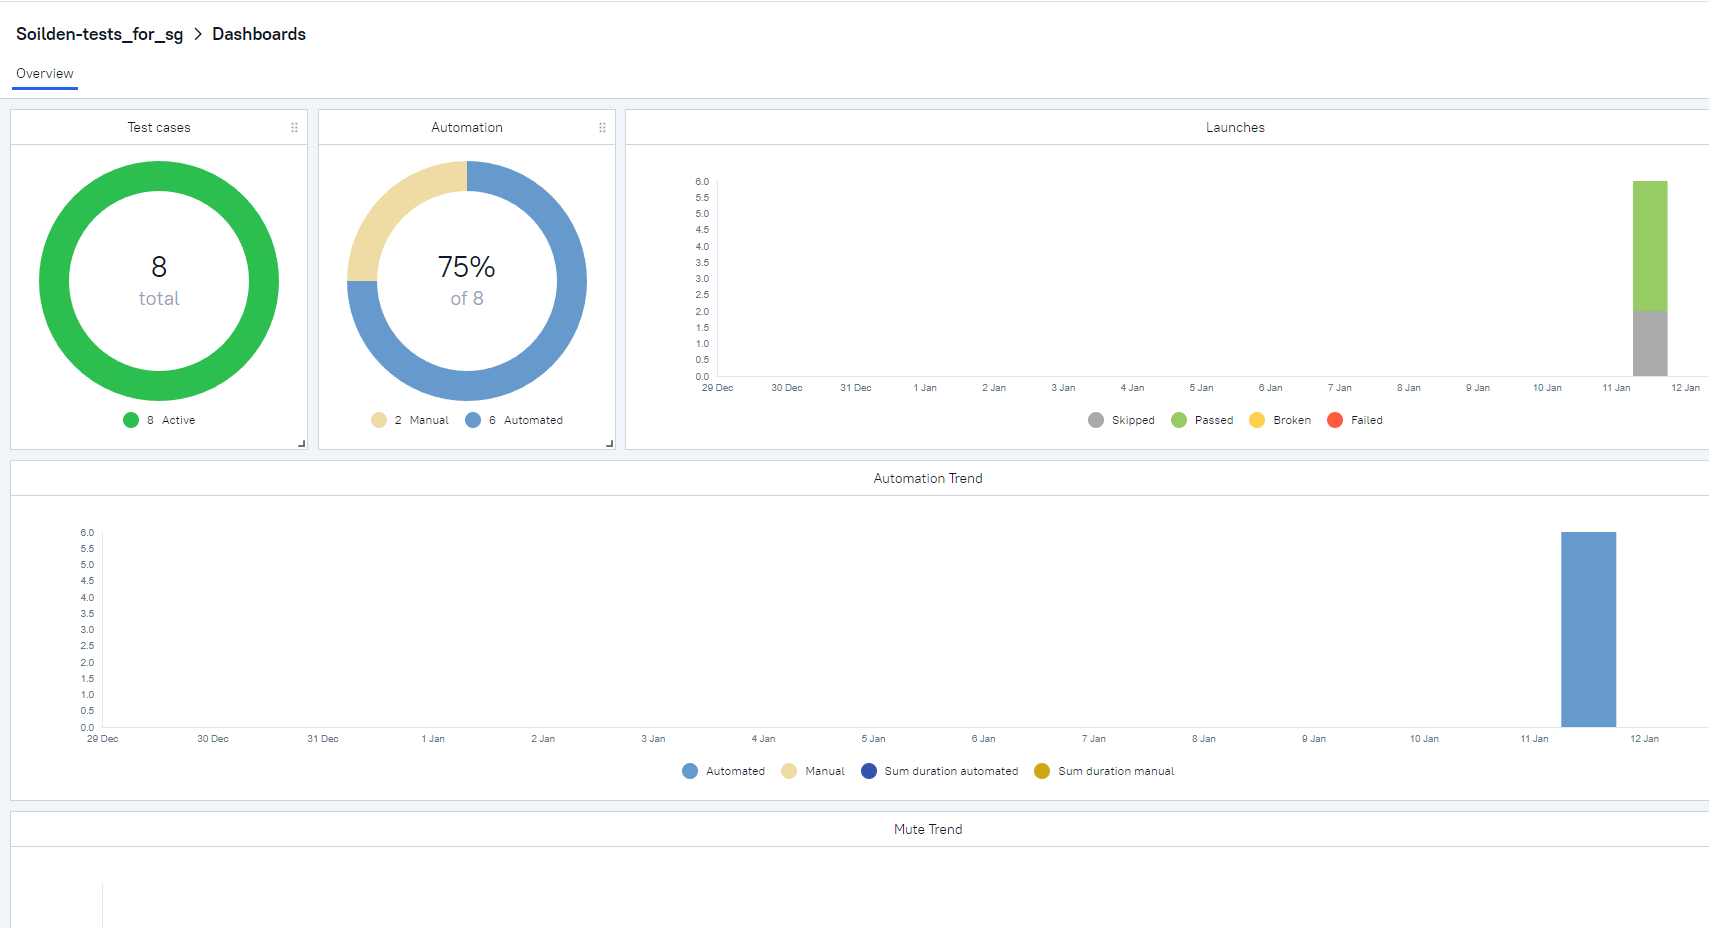 Soilden-tests_for_sg > Dashboards
Overview
Test cases
8
total
8 Active
Automation
75%
of 8
2 Manual 6 Automated
Launches
6.0
5.5
5.0
4.5
4.0
3.5
3.0
2.5
2.0
1.5
1.0
0.5
0.0
29 Dec 30 Dec 31 Dec 1 Jan 2 Jan 3 Jan 4 Jan 5 Jan 6 Jan 7 Jan 8 Jan 9 Jan 10 Jan 11 Jan 12 Jan
Skipped Passed Broken Failed
Automation Trend
6.0
5.5
5.0
4.5
4.0
3.5
3.0
2.5
2.0
1.5
1.0
0.5
0.0
29 Dec 30 Dec 31 Dec 1 Jan 2 Jan 3 Jan 4 Jan 5 Jan 6 Jan 7 Jan 8 Jan 9 Jan 10 Jan 11 Jan 12 Jan
Automated Manual Sum duration automated Sum duration manual
Mute Trend